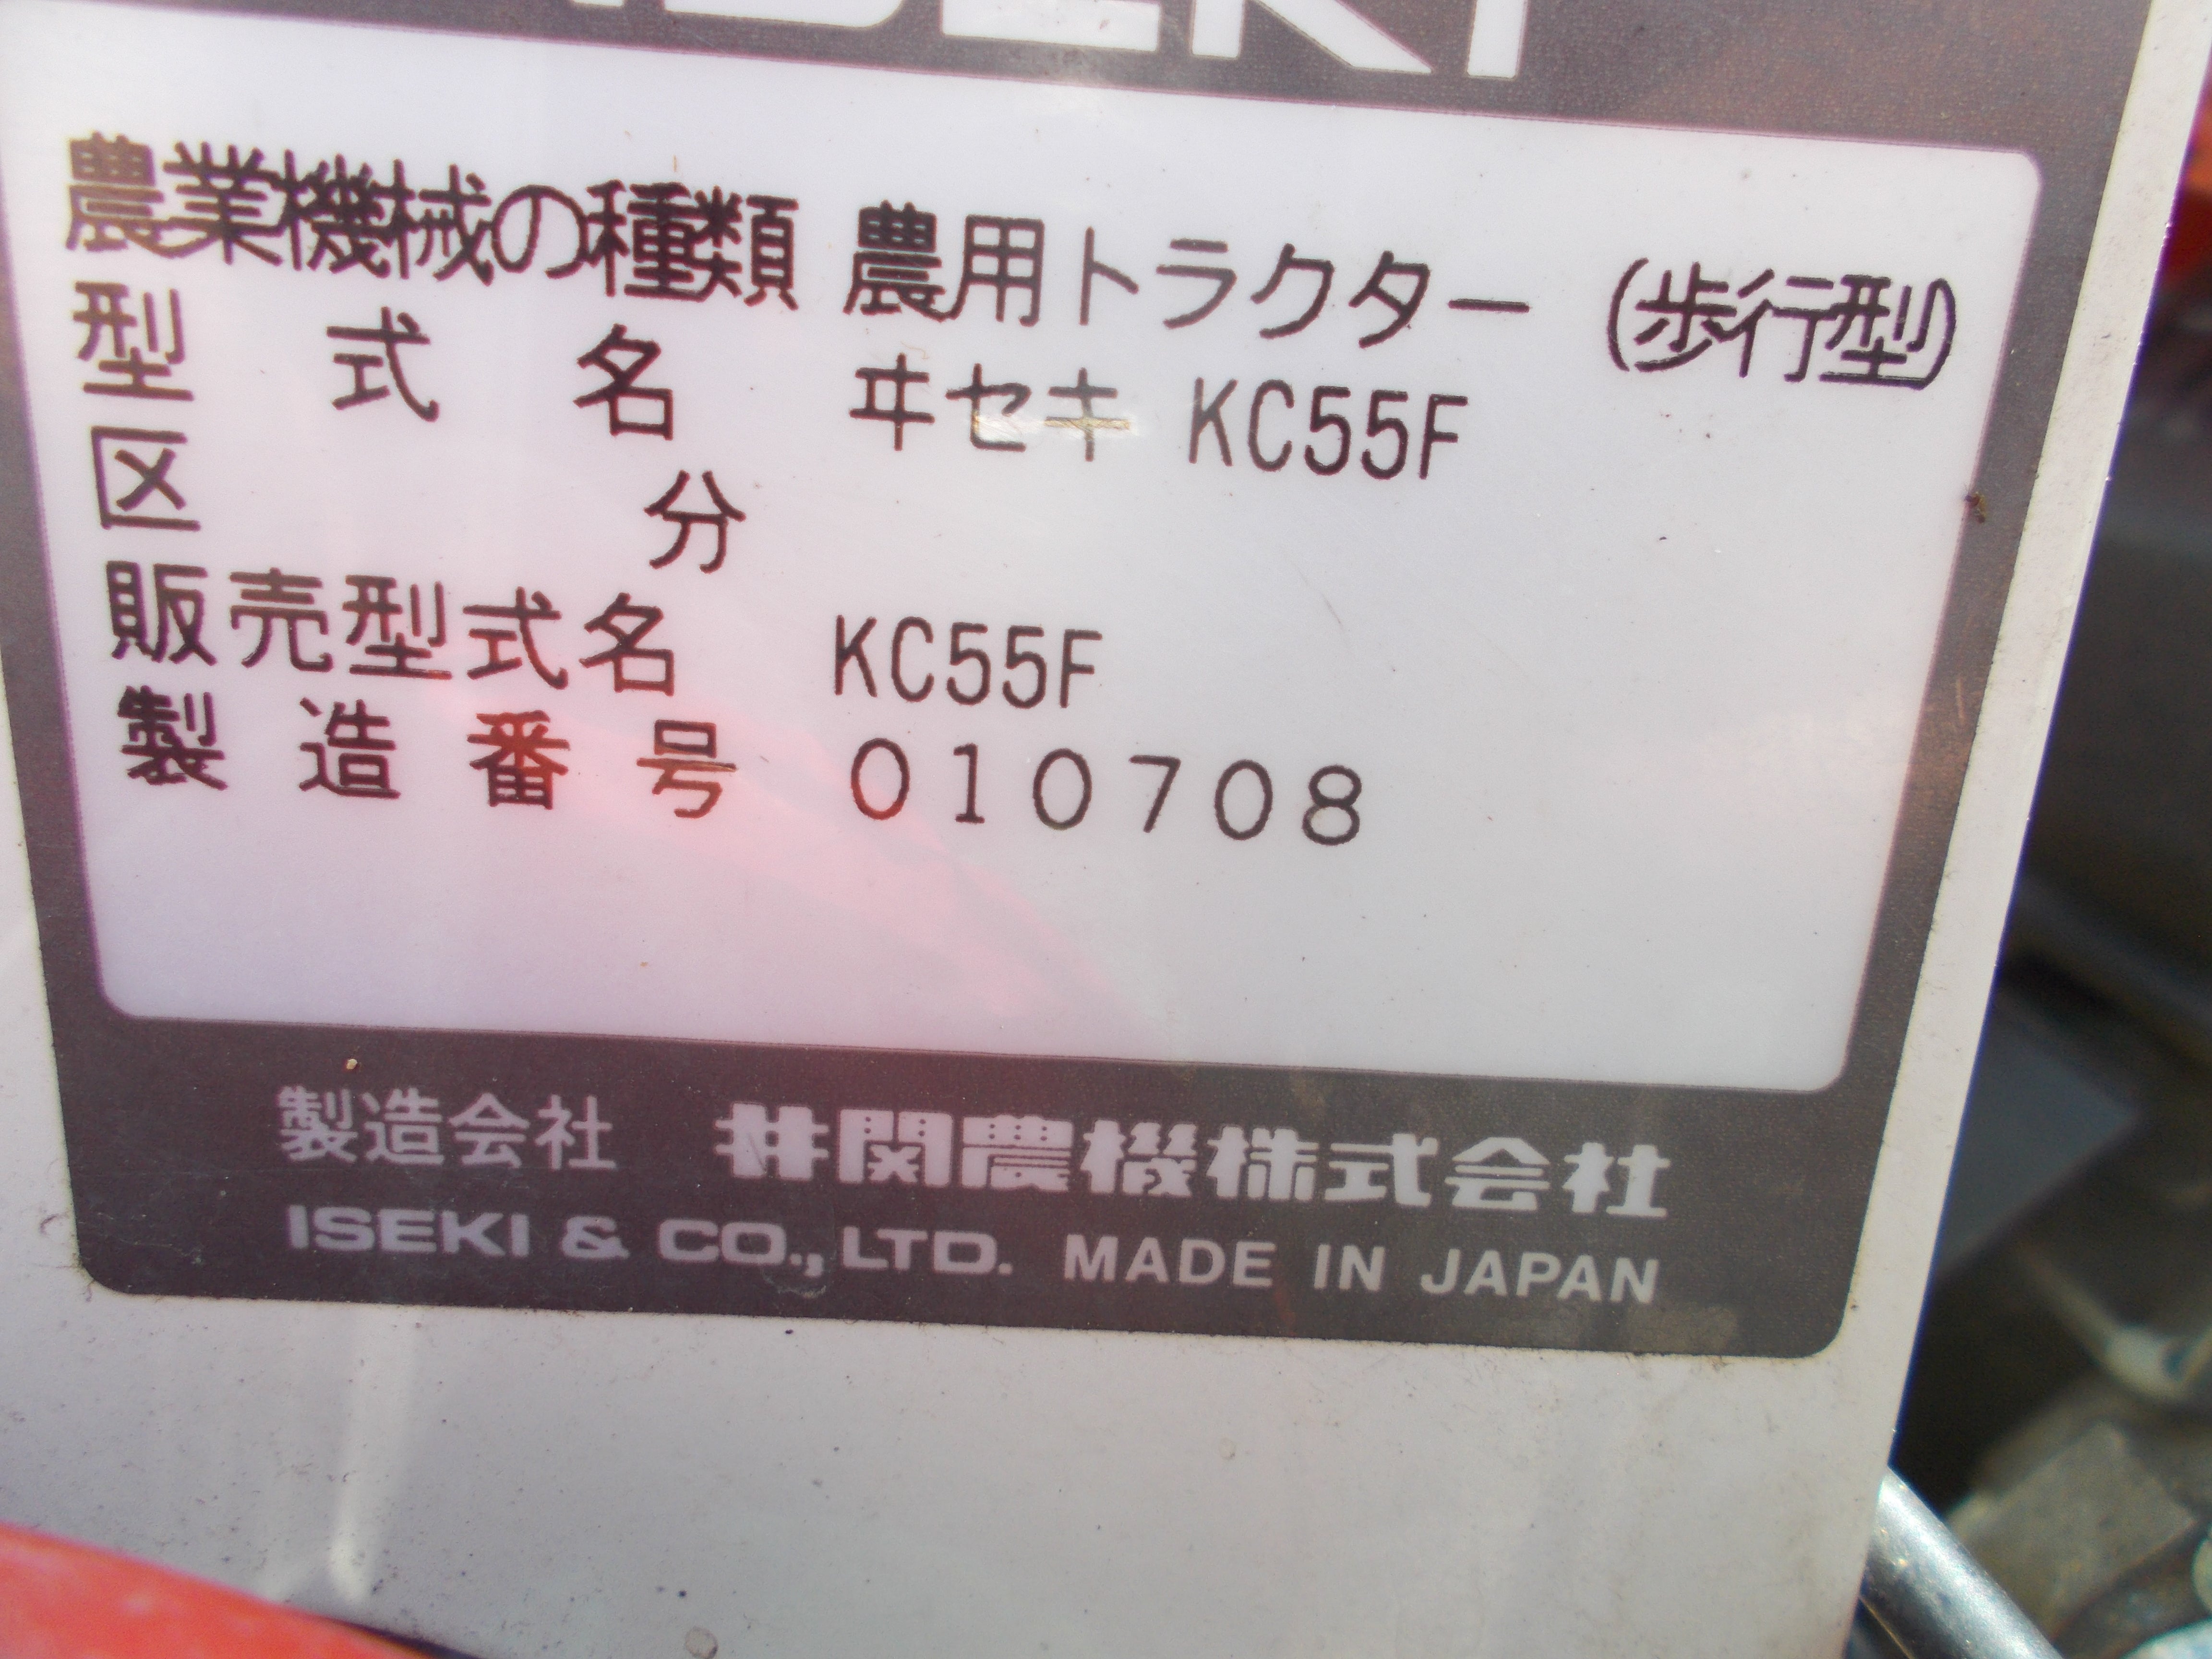 ISEKI
農業機械の種類 農用トラクター (歩行型)
型式名 ヰセキ KC55F
区分
販売型式名 KC55F
製造番号 010708
製造会社 井関農機株式会社
ISEKI & CO., LTD. MADE IN JAPAN